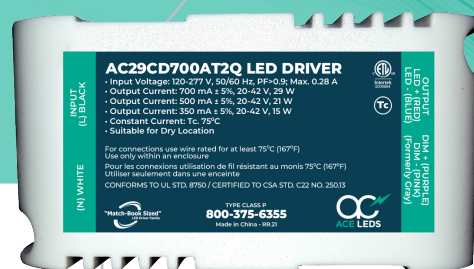 AC29CD700AT2Q LED DRIVER
• Input Voltage: 120-277 V, 50/60 Hz, PF>0.9; Max. 0.28 A
• Output Current: 700 mA ± 5%, 20-42 V, 29 W
• Output Current: 500 mA ± 5%, 20-42 V, 21 W
• Output Current: 350 mA ± 5%, 20-42 V, 15 W
• Constant Current: Tc. 75°C
• Suitable for Dry Location
For connections use wire rated for at least 75°C (167°F)
Use only within an enclosure
Pour les connexions utilisation de fil résistant au monis 75°C (167°F)
Utiliser seulement dans une enceinte
CONFORMS TO UL STD. 8750 / CERTIFIED TO CSA STD. C22 NO. 250.13
INPUT
(L) BLACK
(N) WHITE
ETL
Intertek
Tc
OUTPUT
LED + (RED)
LED - (BLUE)
DIM + (PURPLE)
DIM - (PINK)
(Formerly Gray)
"Match-Book Sized"
LED Driver Family
TYPE CLASS P
800-375-6355
Made in China • RR.21
ACE LEDS